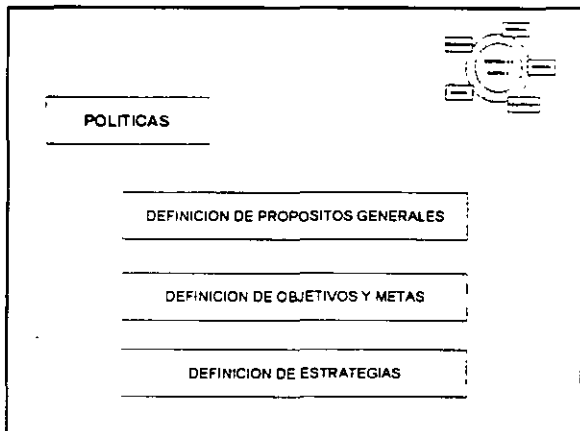 POLITICAS
DEFINICION DE PROPOSITOS GENERALES
DEFINICION DE OBJETIVOS Y METAS
DEFINICION DE ESTRATEGIAS